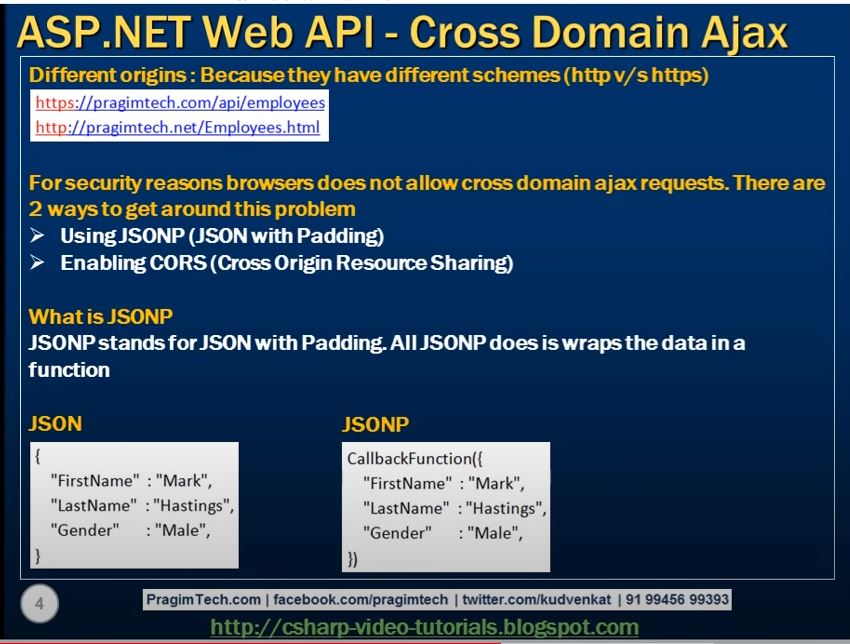 ASP.NET Web API - Cross Domain Ajax
Different origins : Because they have different schemes (http v/s https)
https://pragimtech.com/api/employees
http://pragimtech.net/Employees.html
For security reasons browsers does not allow cross domain ajax requests. There are
2 ways to get around this problem
➢ Using JSONP (JSON with Padding)
➢ Enabling CORS (Cross Origin Resource Sharing)
What is JSONP
JSONP stands for JSON with Padding. All JSONP does is wraps the data in a
function
JSON
{
"FirstName" : "Mark",
"LastName" : "Hastings",
"Gender" : "Male",
}
JSONP
CallbackFunction({
"FirstName" : "Mark",
"LastName" : "Hastings",
"Gender" : "Male",
})
4
PragimTech.com | facebook.com/pragimtech | twitter.com/kudvenkat | 91 99456 99393
http://csharp-video-tutorials.blogspot.com